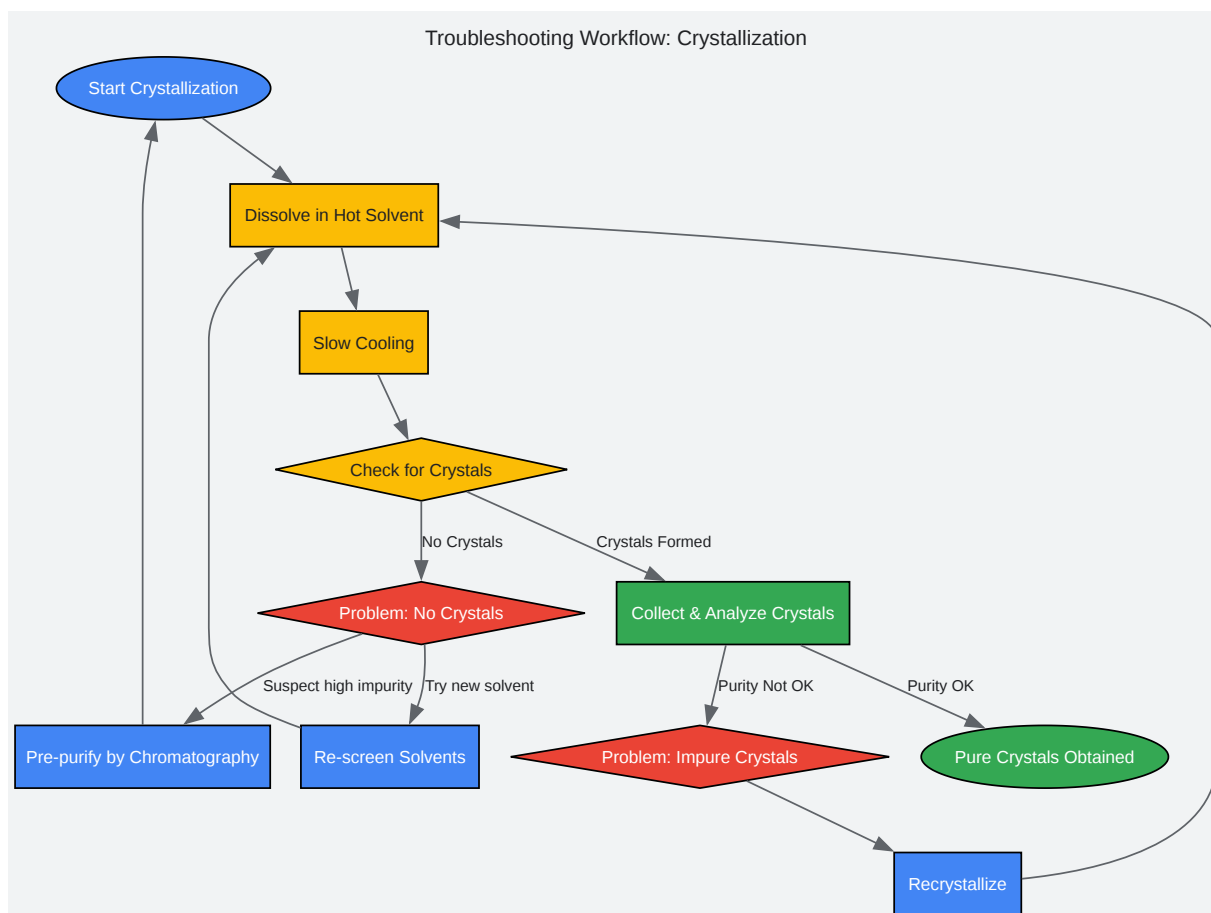 Troubleshooting Workflow: Crystallization
Start Crystallization
Dissolve in Hot Solvent
Slow Cooling
Check for Crystals
No Crystals
Crystals Formed
Problem: No Crystals
Collect & Analyze Crystals
Suspect high impurity
Try new solvent
Purity Not OK
Purity OK
Pre-purify by Chromatography
Re-screen Solvents
Problem: Impure Crystals
Pure Crystals Obtained
Recrystallize